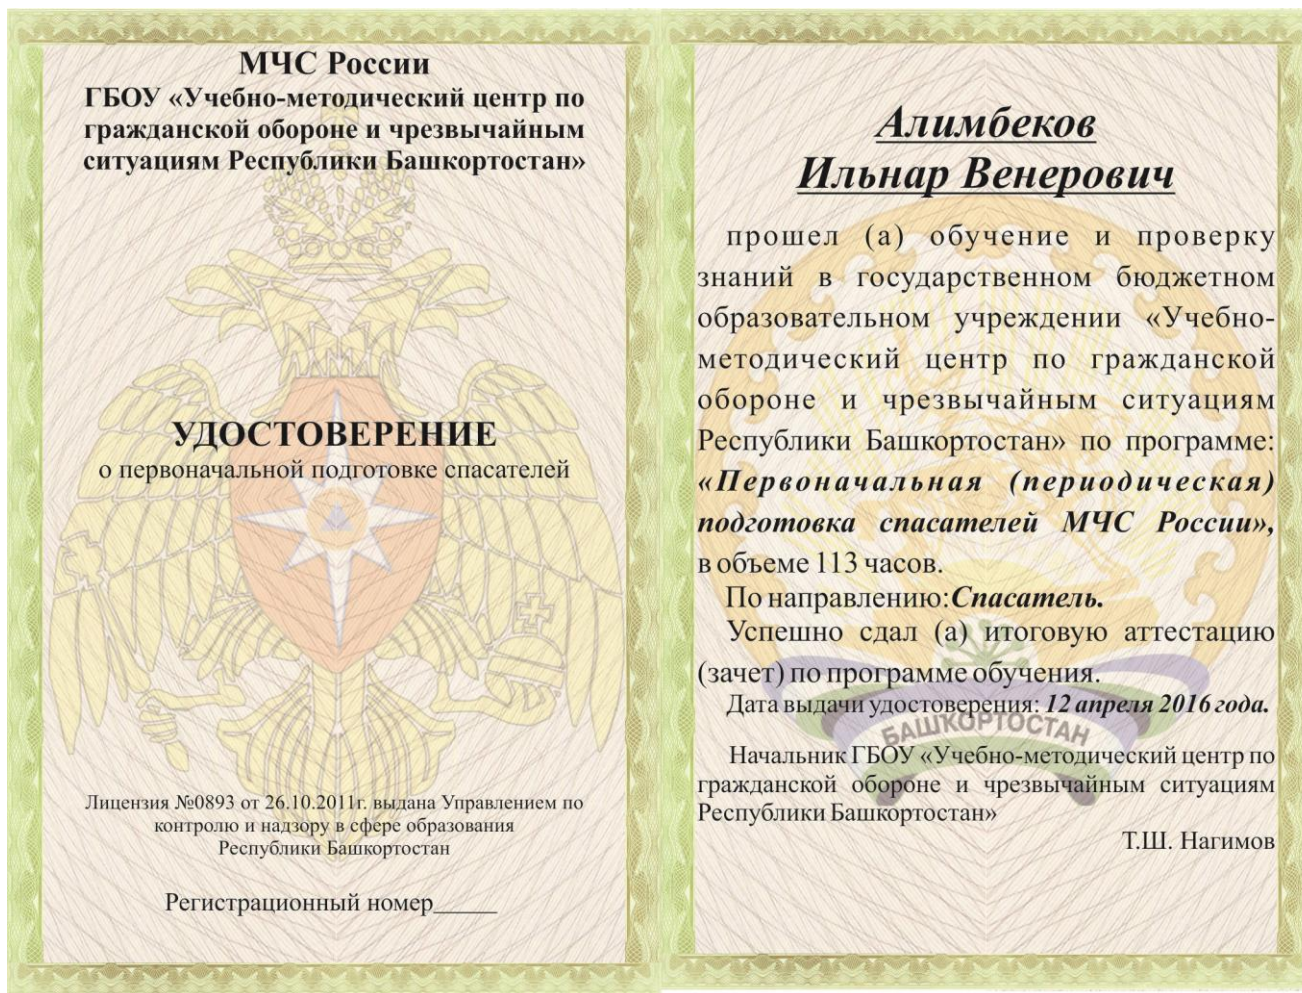 МЧС России
ГБОУ «Учебно-методический центр по
гражданской обороне и чрезвычайным
ситуациям Республики Башкортостан»
УДОСТОВЕРЕНИЕ
о первоначальной подготовке спасателей
Лицензия №0893 от 26.10.2011г. выдана Управлением по
контролю и надзору в сфере образования
Республики Башкортостан
Регистрационный номер_____
Алимбеков
Ильнар Венерович
прошел (а) обучение и проверку
знаний в государственном бюджетном
образовательном учреждении «Учебно-
методический центр по гражданской
обороне и чрезвычайным ситуациям
Республики Башкортостан» по программе:
«Первоначальная (периодическая)
подготовка спасателей МЧС России»,
в объеме 113 часов.
По направлению:Спасатель.
Успешно сдал (а) итоговую аттестацию
(зачет) по программе обучения.
Дата выдачи удостоверения: 12 апреля 2016 года.
БАШКОРТОСТАН
Начальник ГБОУ «Учебно-методический центр по
гражданской обороне и чрезвычайным ситуациям
Республики Башкортостан»
Т.Ш. Нагимов